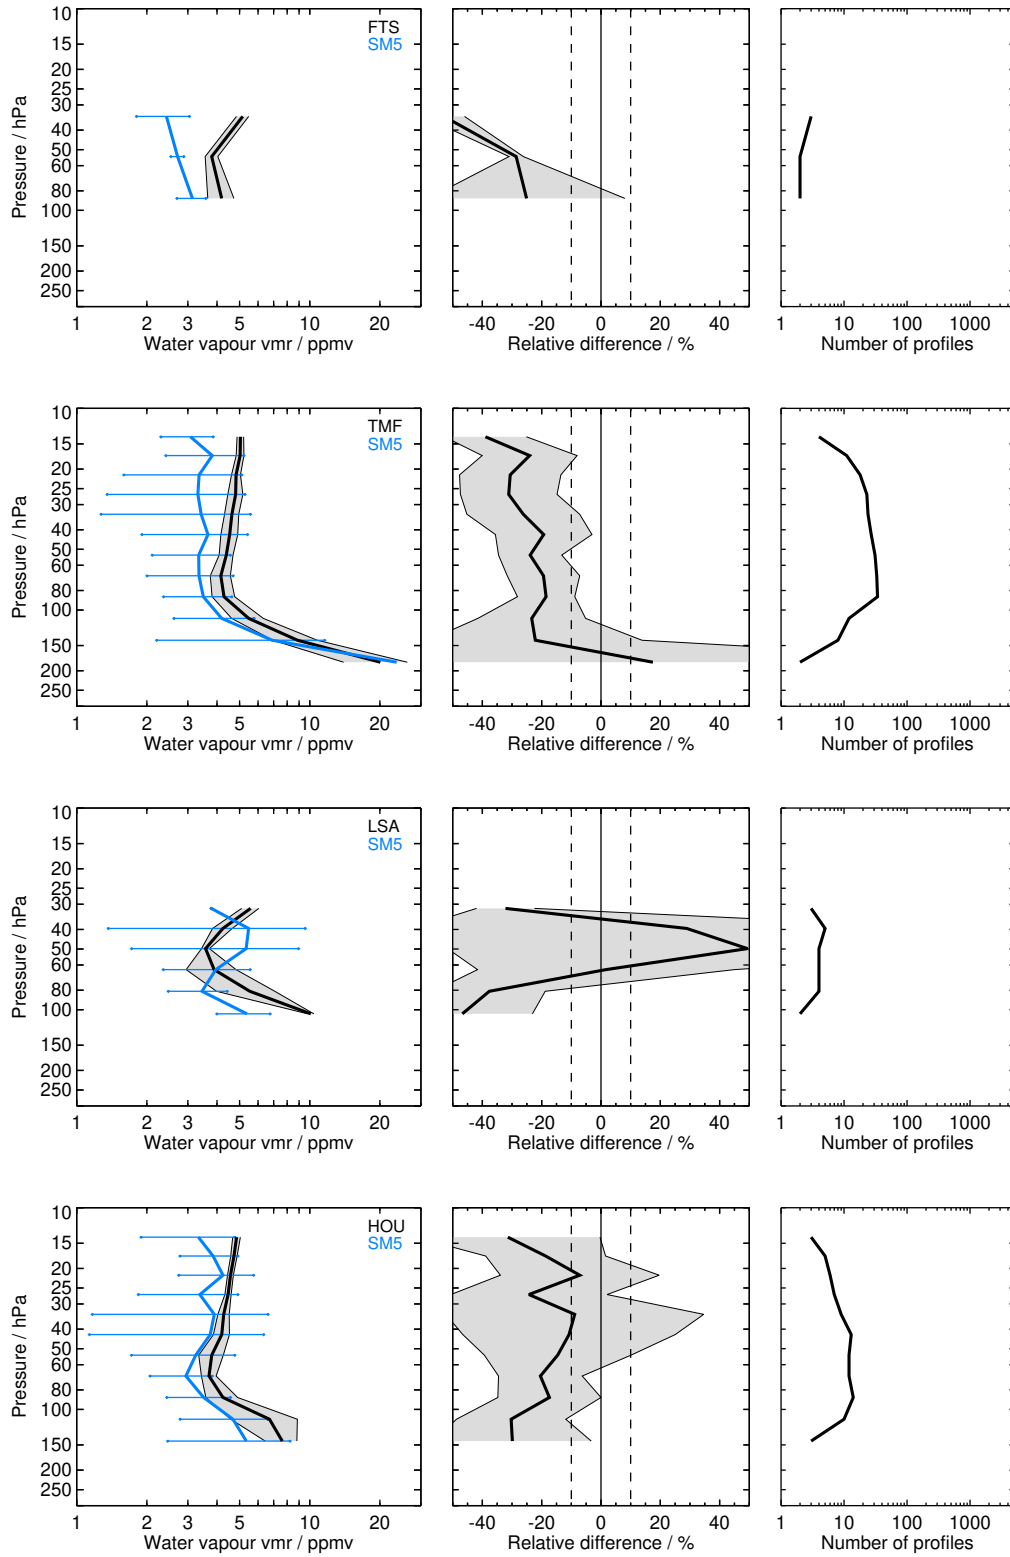 10
15
20
25
30
40
50
60
80
100
150
200
250
Pressure / hPa
FTS
SM5
1 2 3 5 10 20
Water vapour vmr / ppmv
-40 -20 0 20 40
Relative difference / %
1 10 100 1000
Number of profiles
10
15
20
25
30
40
50
60
80
100
150
200
250
Pressure / hPa
TMF
SM5
1 2 3 5 10 20
Water vapour vmr / ppmv
-40 -20 0 20 40
Relative difference / %
1 10 100 1000
Number of profiles
10
15
20
25
30
40
50
60
80
100
150
200
250
Pressure / hPa
LSA
SM5
1 2 3 5 10 20
Water vapour vmr / ppmv
-40 -20 0 20 40
Relative difference / %
1 10 100 1000
Number of profiles
10
15
20
25
30
40
50
60
80
100
150
200
250
Pressure / hPa
HOU
SM5
1 2 3 5 10 20
Water vapour vmr / ppmv
-40 -20 0 20 40
Relative difference / %
1 10 100 1000
Number of profiles